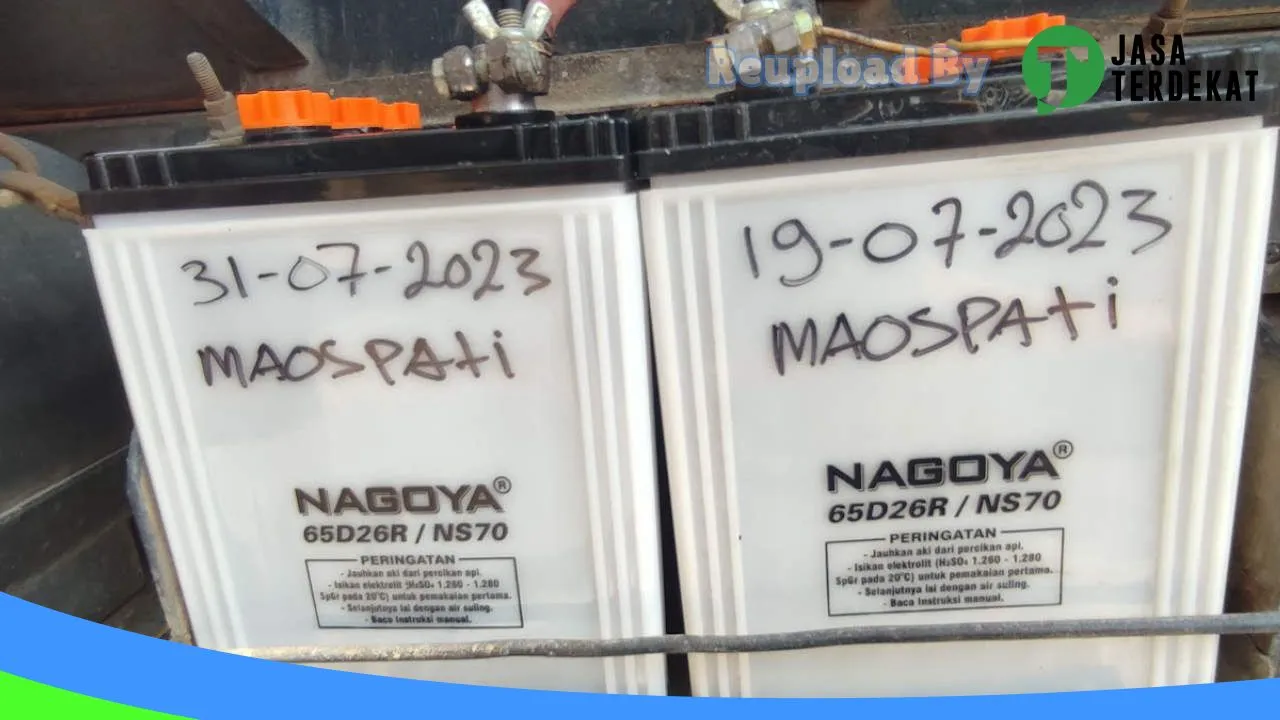 Reupload By
JASA
TERDEKAT
31-07-2023
MAOSPAti
NAGOYA®
65D26R / NS70
PERINGATAN
- Jauhkan aki dari percikan api.
- Isikan elektrolit (H₂SO₄ 1.260 - 1.280
SpGr pada 20°C) untuk pemakaian pertama.
- Selanjutnya isi dengan air suling.
- Baca Instruksi manual.
19-07-2023
MAOSPAti
NAGOYA®
65D26R / NS70
PERINGATAN
- Jauhkan aki dari percikan api.
- Isikan elektrolit (H₂SO₄ 1.260 - 1.280
SpGr pada 20°C) untuk pemakaian pertama.
- Selanjutnya isi dengan air suling.
- Baca Instruksi manual.